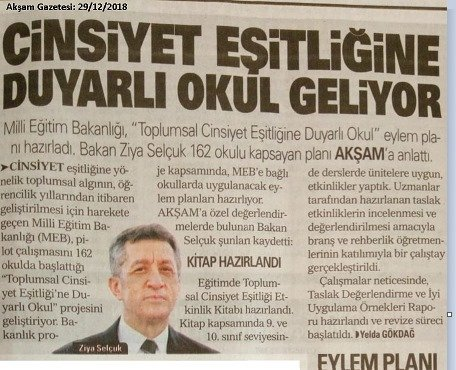 Akşam Gazetesi: 29/12/2018
CİNSİYET EŞİTLİĞİNE
DUYARLI OKUL GELİYOR
Milli Eğitim Bakanlığı, "Toplumsal Cinsiyet Eşitliğine Duyarlı Okul" eylem pla-
nı hazırladı. Bakan Ziya Selçuk 162 okulu kapsayan planı AKŞAM'a anlattı.
➤CİNSİYET eşitliğine yö-
nelik toplumsal algının, öğ-
rencilik yıllarından itibaren
geliştirilmesi için harekete
geçen Milli Eğitim Bakan-
lığı (MEB), pi-
lot çalışmasını 162
okulda başlattığı
"Toplumsal Cinsi-
yet Eşitliği'ne Du-
yarlı Okul" projesini
geliştiriyor. Bakan-
lık pro-
Ziya Selçuk
je kapsamında, MEB'e bağlı
okullarda uygulanacak ey-
lem planları hazırlıyor.
AKŞAM'a özel değerlendir-
melerde bulunan Bakan
Selçuk şunları kaydetti:
KİTAP HAZIRLANDI
Eğitimde Toplum-
sal Cinsiyet Eşitliği Et-
kinlik Kitabı hazırlandı.
Kitap kapsamında 9. ve
10. sınıf seviyesin-
de derslerde ünitelere uygun,
etkinlikler yaptık. Uzmanlar
tarafından hazırlanan taslak
etkinliklerin incelenmesi ve
değerlendirilmesi amacıyla
branş ve rehberlik öğretmen-
lerinin katılımıyla bir çalıştay
gerçekleştirildi.
Çalışmalar neticesinde,
Taslak Değerlendirme ve İyi
Uygulama Örnekleri Rapo-
ru hazırlandı ve revize süreci
başlatıldı. ◗Yelda GÖKDAĞ
EYLEM PLANI